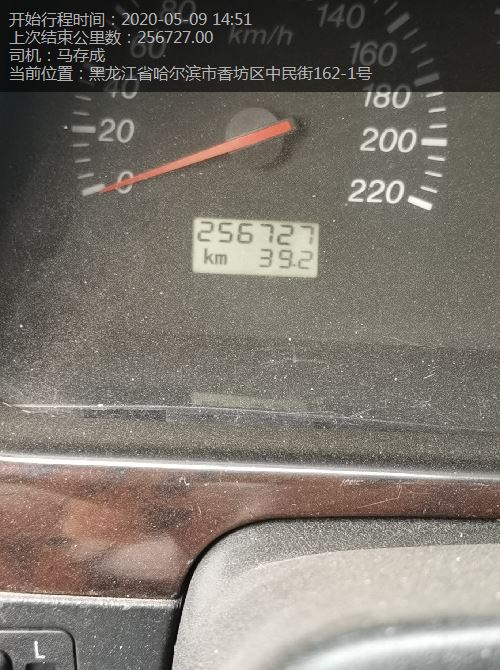 开始行程时间：2020-05-09 14:51
上次结束公里数：256727.00
司机：马存成
当前位置：黑龙江省哈尔滨市香坊区中民街162-1号
80
km/h
140
60
160
40
180
20
200
0
220
256727
km 39.2
L